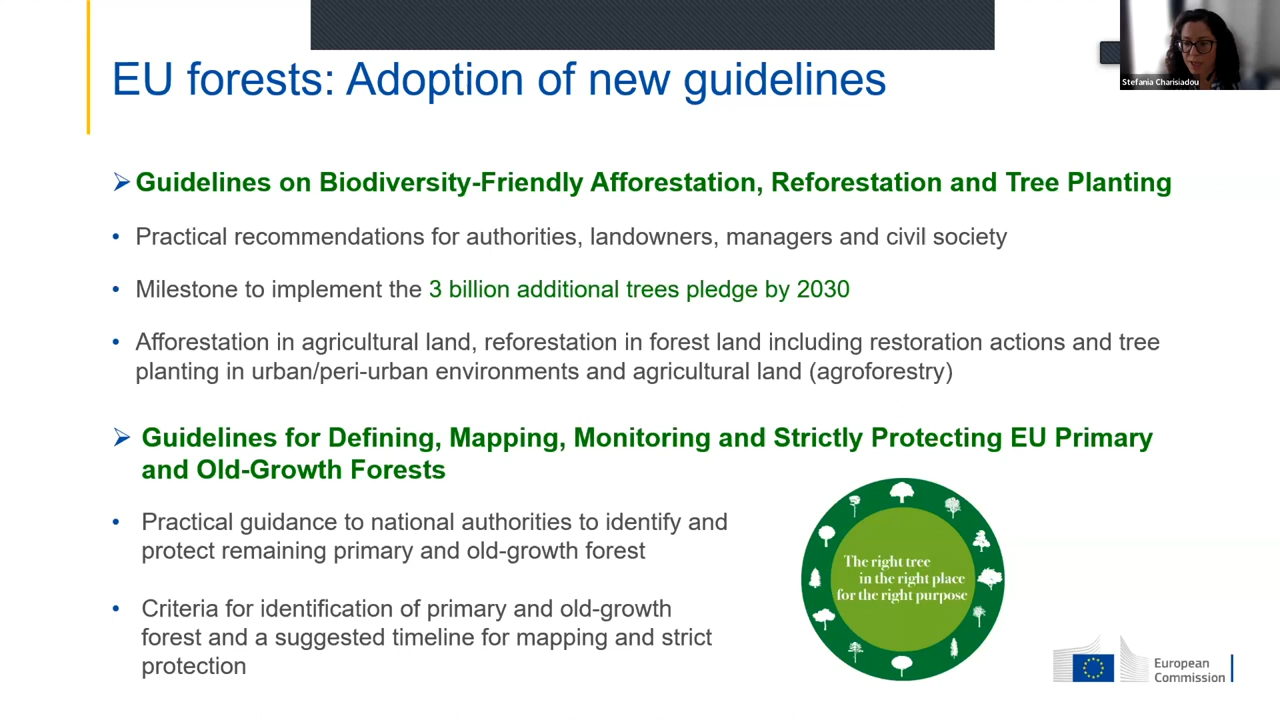 Stefania Charisiadou
EU forests: Adoption of new guidelines
Guidelines on Biodiversity-Friendly Afforestation, Reforestation and Tree Planting
Practical recommendations for authorities, landowners, managers and civil society
Milestone to implement the 3 billion additional trees pledge by 2030
Afforestation in agricultural land, reforestation in forest land including restoration actions and tree
planting in urban/peri-urban environments and agricultural land (agroforestry)
Guidelines for Defining, Mapping, Monitoring and Strictly Protecting EU Primary
and Old-Growth Forests
Practical guidance to national authorities to identify and
protect remaining primary and old-growth forest
Criteria for identification of primary and old-growth
forest and a suggested timeline for mapping and strict
protection
The right tree
in the right place
for the right purpose
European
Commission